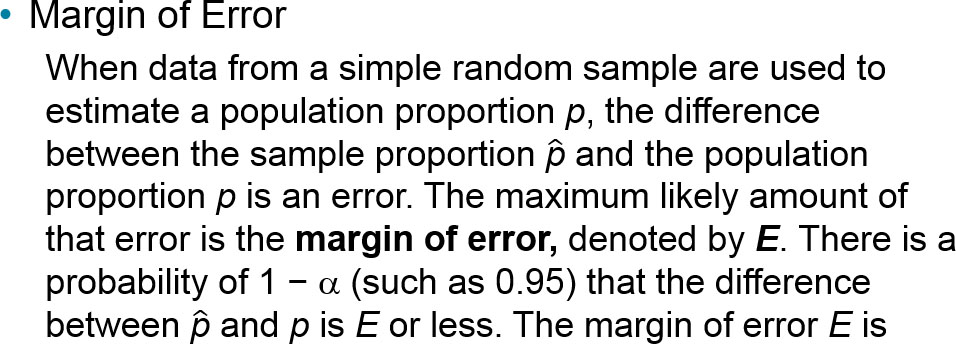 • Margin of Error
When data from a simple random sample are used to
estimate a population proportion p, the difference
between the sample proportion p̂ and the population
proportion p is an error. The maximum likely amount of
that error is the margin of error, denoted by E. There is a
probability of 1 − α (such as 0.95) that the difference
between p̂ and p is E or less. The margin of error E is